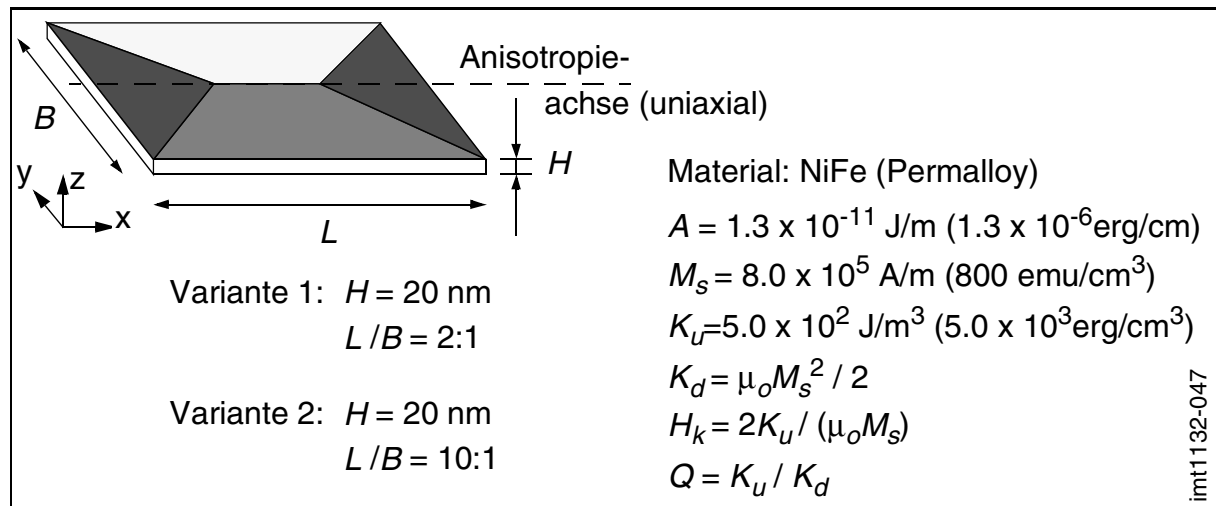 Anisotropie-
achse (uniaxial)
B
H
y
z
x
L
Variante 1: H = 20 nm
L /B = 2:1
Variante 2: H = 20 nm
L /B = 10:1
Material: NiFe (Permalloy)
A = 1.3 x 10⁻¹¹ J/m (1.3 x 10⁻⁶erg/cm)
Mₛ = 8.0 x 10⁵ A/m (800 emu/cm³)
Kᵤ=5.0 x 10² J/m³ (5.0 x 10³erg/cm³)
K_d = μₒMₛ² / 2
Hₖ = 2Kᵤ / (μₒMₛ)
Q = Kᵤ / K_d
imt1132-047